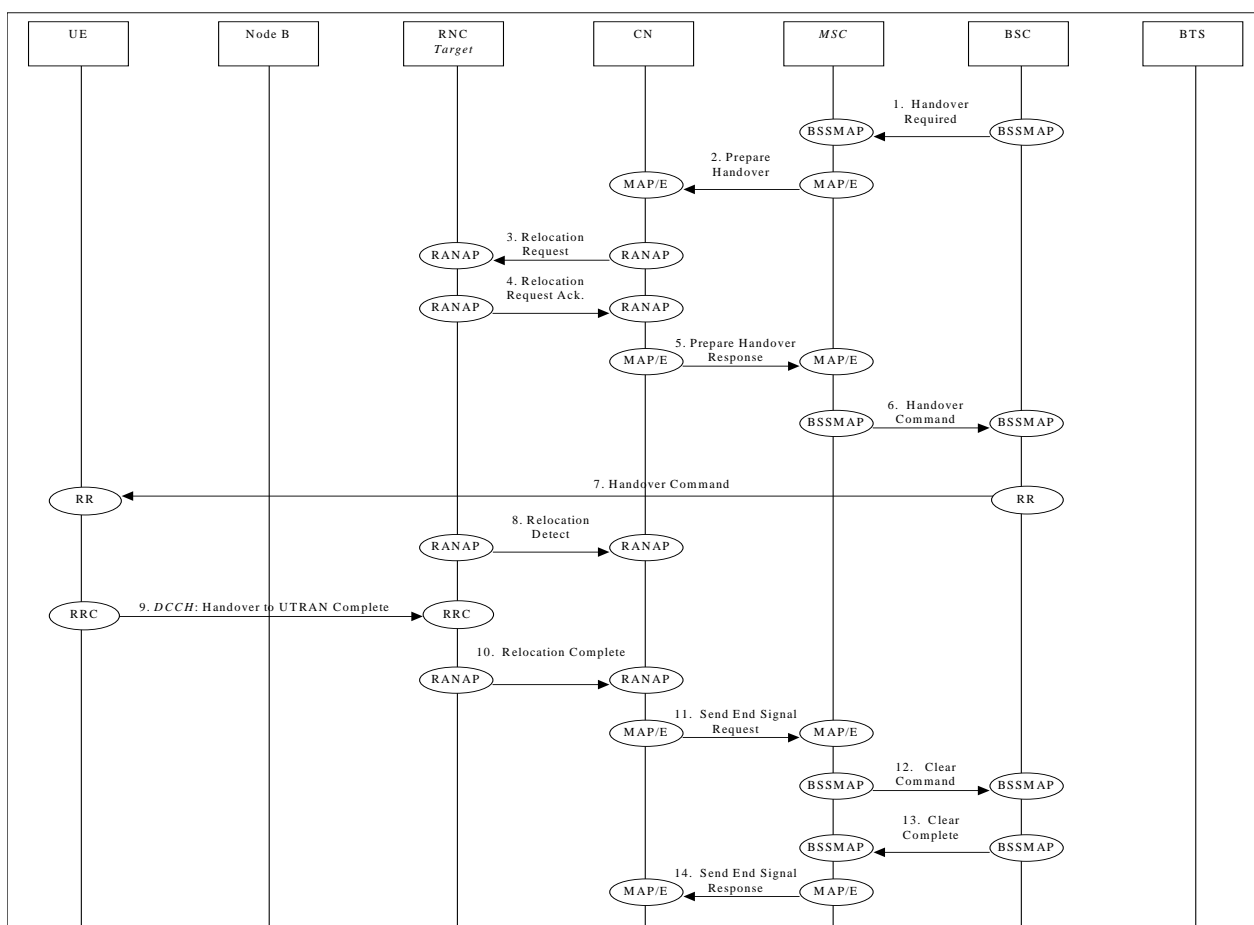 UE
Node B
RNC
Target
CN
MSC
BSC
BTS
1. Handover
Required
BSSMAP
BSSMAP
2. Prepare
Handover
MAP/E
MAP/E
3. Relocation
Request
RANAP
RANAP
4. Relocation
Request Ack.
RANAP
RANAP
5. Prepare Handover
Response
MAP/E
MAP/E
6. Handover
Command
BSSMAP
BSSMAP
7. Handover Command
RR
RR
8. Relocation
Detect
RANAP
RANAP
9. DCCH: Handover to UTRAN Complete
RRC
RRC
10. Relocation Complete
RANAP
RANAP
11. Send End Signal
Request
MAP/E
MAP/E
12. Clear
Command
BSSMAP
BSSMAP
13. Clear
Complete
BSSMAP
BSSMAP
14. Send End Signal
Response
MAP/E
MAP/E